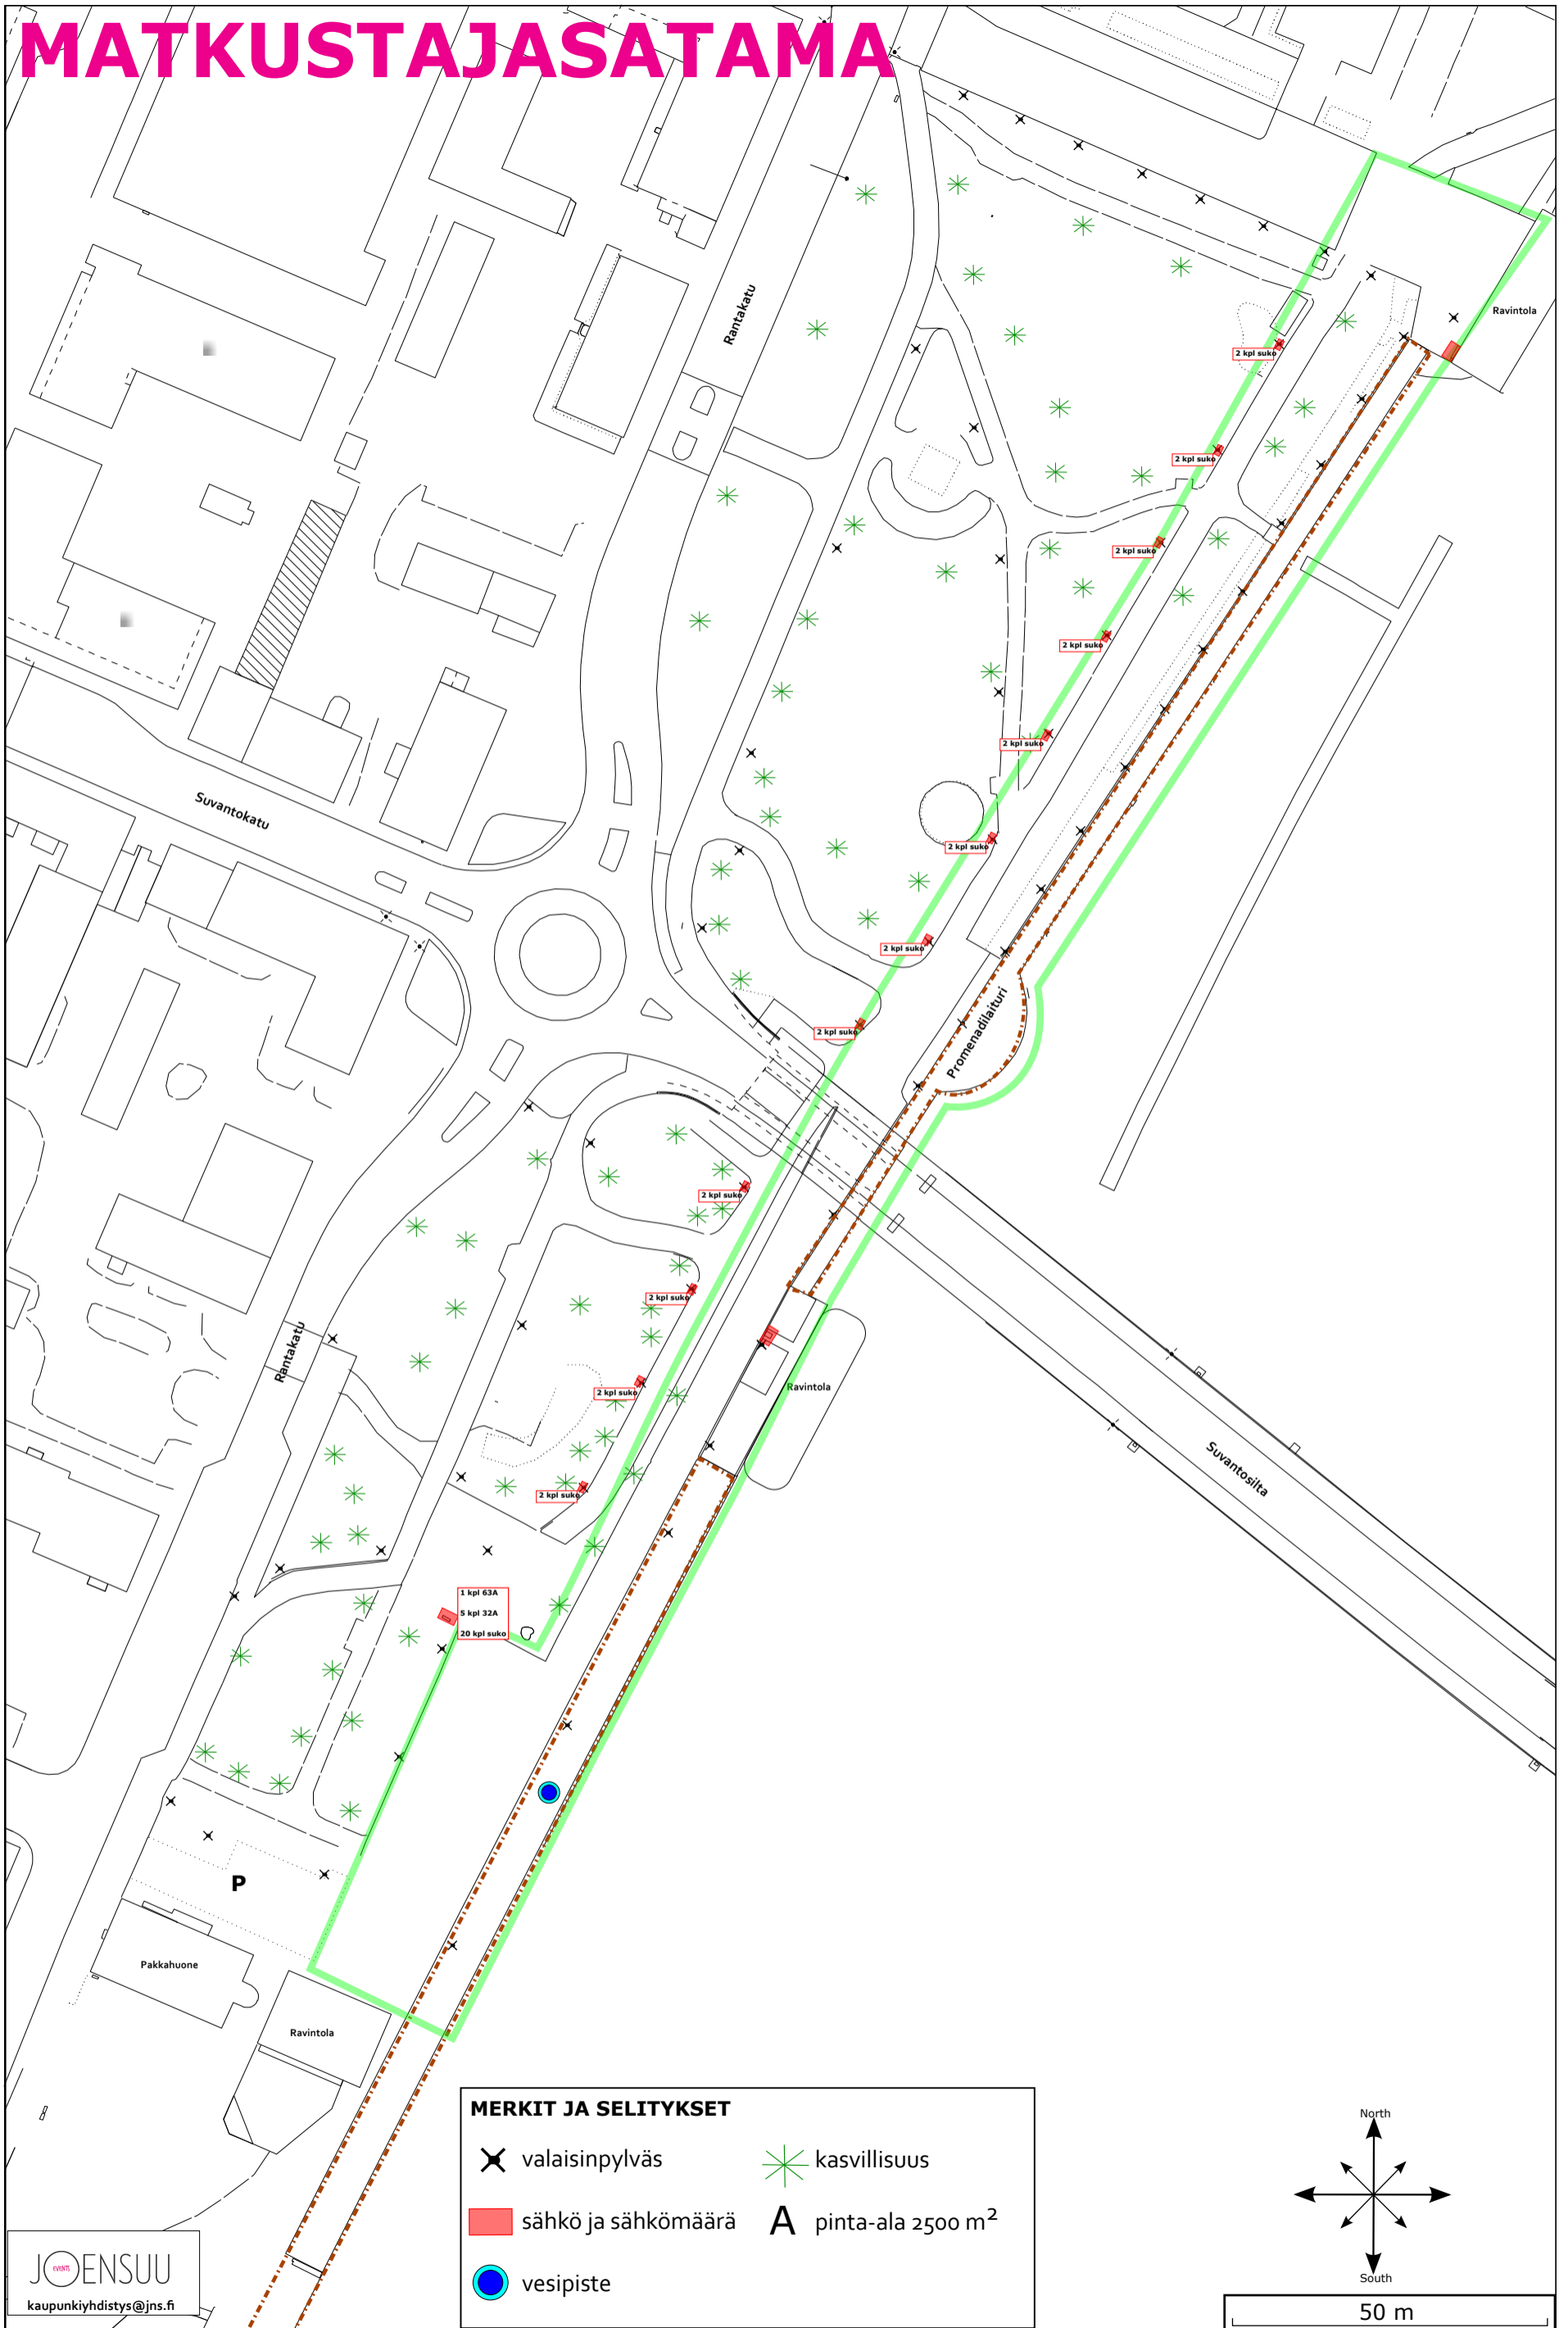 MATKUSTAJASATAMA
Rantakatu
Ravintola
2 kpl suko
2 kpl suko
2 kpl suko
2 kpl suko
2 kpl suko
Suvantokatu
2 kpl suko
2 kpl suko
2 kpl suko
Promenadilaituri
2 kpl suko
2 kpl suko
Rantakatu
2 kpl suko
Ravintola
Suvantosilta
2 kpl suko
1 kpl 63A
5 kpl 32A
20 kpl suko
P
Pakkahuone
Ravintola
MERKIT JA SELITYKSET
valaisinpylväs
kasvillisuus
sähkö ja sähkömäärä
A pinta-ala 2500 m²
vesipiste
North
South
50 m
JOENSUU
EVENTS
kaupunkiyhdistys@jns.fi